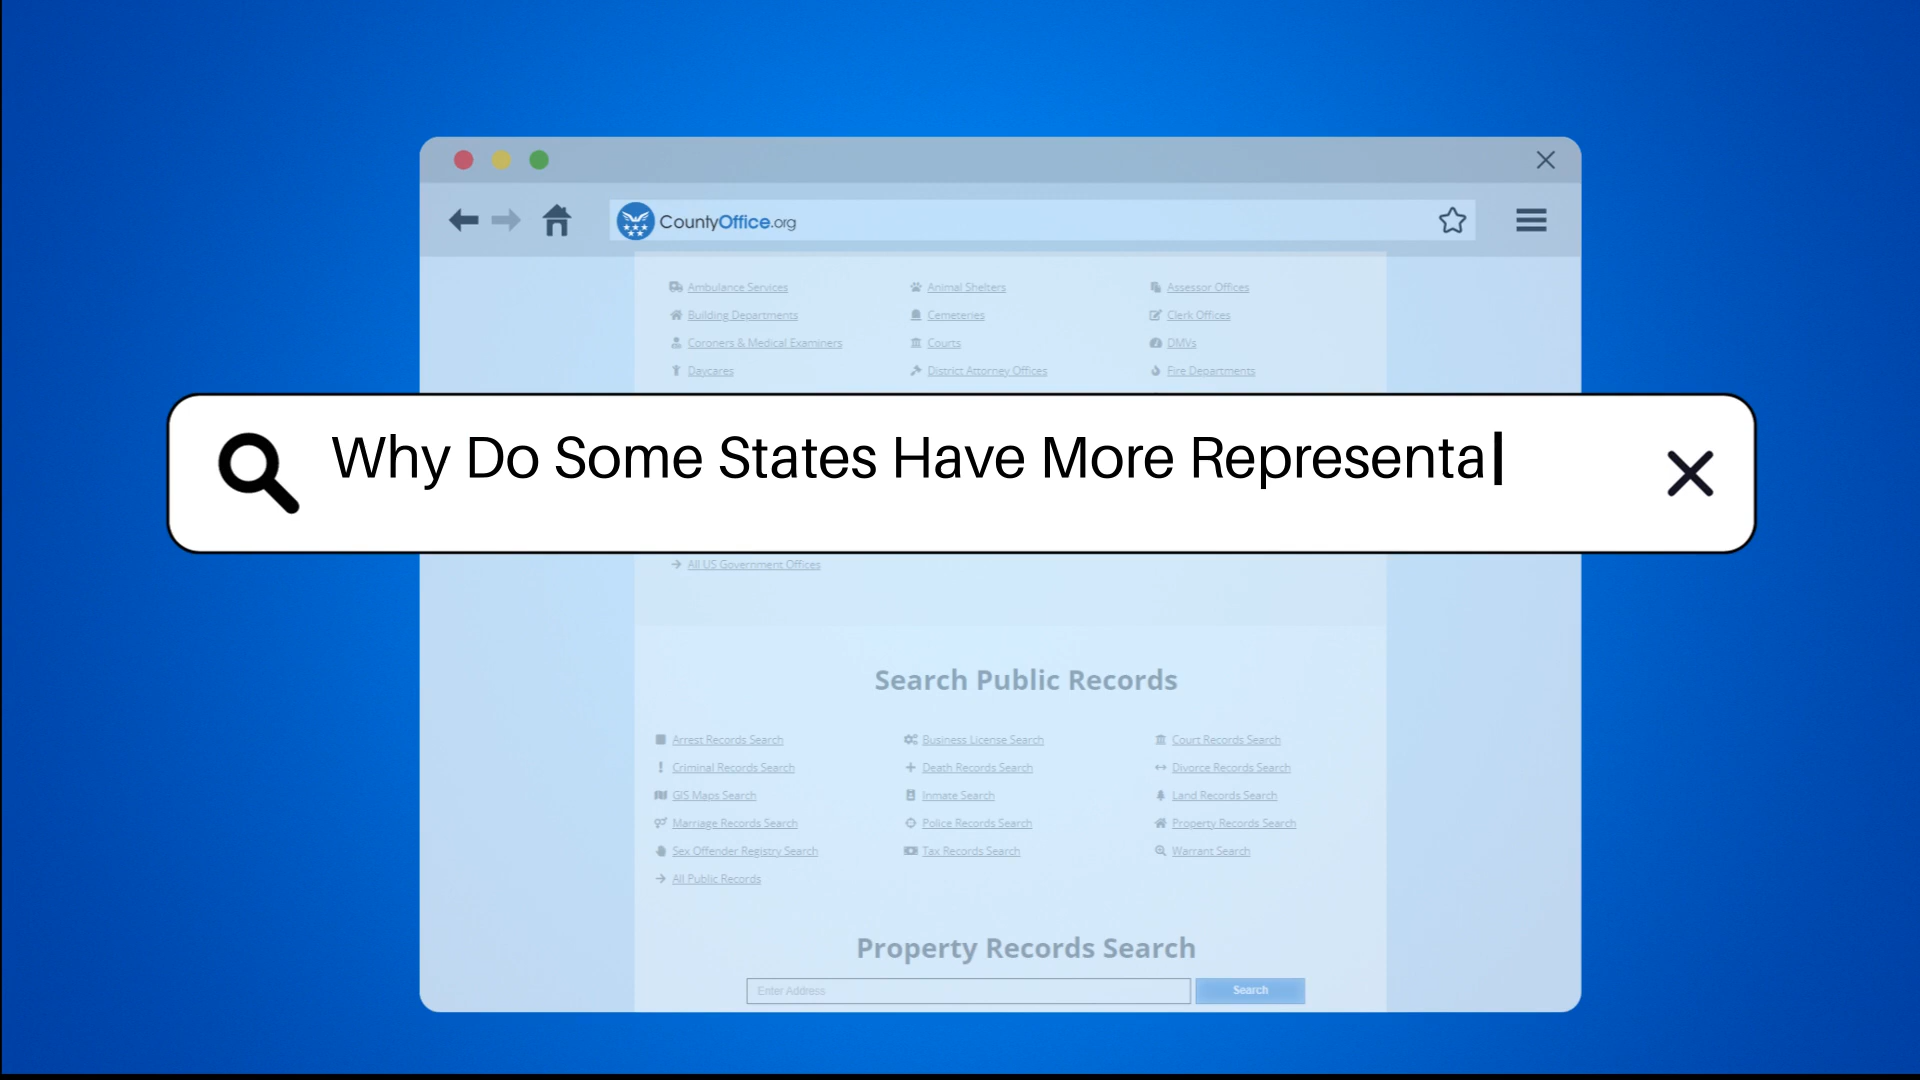 CountyOffice.org
Ambulance Services Animal Shelters Assessor Offices
Building Departments Cemeteries Clerk Offices
Coroners & Medical Examiners Courts DMVs
Daycares District Attorney Offices Fire Departments
Why Do Some States Have More Representa
All US Government Offices
Search Public Records
Arrest Records Search Business License Search Court Records Search
Criminal Records Search Death Records Search Divorce Records Search
GIS Maps Search Inmate Search Land Records Search
Marriage Records Search Police Records Search Property Records Search
Sex Offender Registry Search Tax Records Search Warrant Search
All Public Records
Property Records Search
Enter Address Search